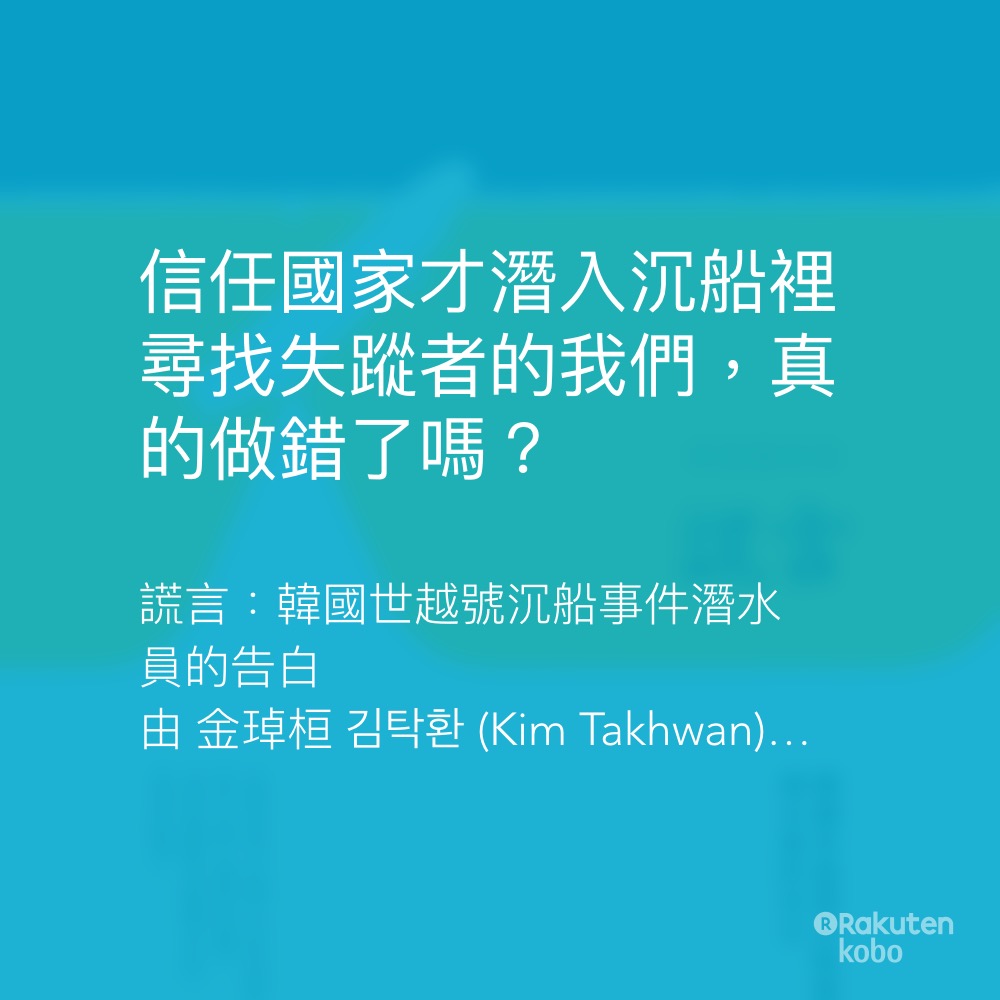 信任國家才潛入沉船裡
尋找失蹤者的我們，真
的做錯了嗎？
謊言：韓國世越號沉船事件潛水
員的告白
由 金琸桓 김탁환 (Kim Takhwan)...
Rakuten
kobo